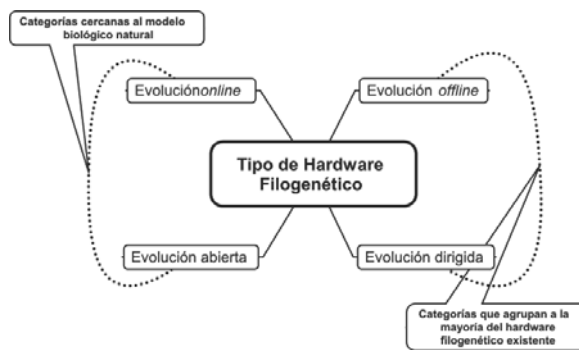 Categorías cercanas al modelo
biológico natural
Evoluciónonline
Evolución offline
Tipo de Hardware
Filogenético
Evolución abierta
Evolución dirigida
Categorías que agrupan a la
mayoría del hardware
filogenético existente